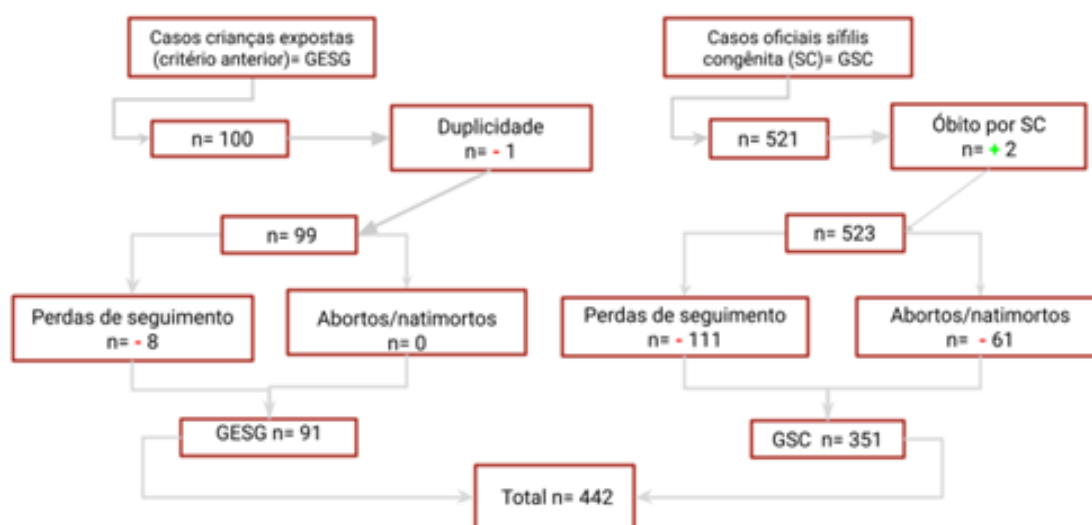 Casos crianças expostas
(critério anterior)= GESG
n= 100
Duplicidade
n= - 1
n= 99
Perdas de seguimento
n= - 8
Abortos/natimortos
n= 0
GESG n= 91
Casos oficiais sífilis
congênita (SC)= GSC
n= 521
Óbito por SC
n= + 2
n= 523
Perdas de seguimento
n= - 111
Abortos/natimortos
n= - 61
GSC n= 351
Total n= 442